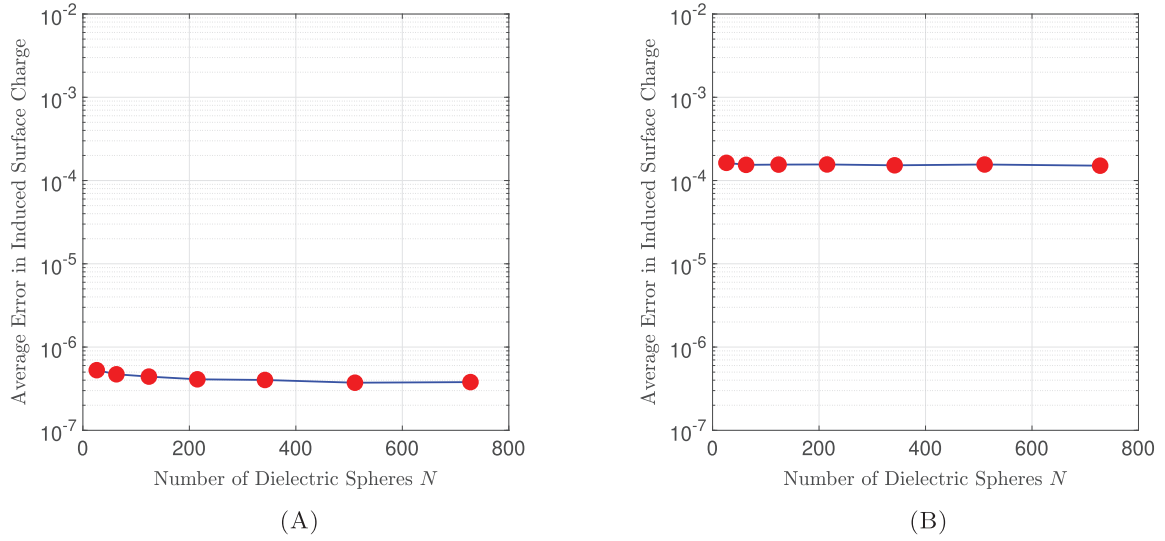 Average Error in Induced Surface Charge
10^-2
10^-3
10^-4
10^-5
10^-6
10^-7
0 200 400 600 800
Number of Dielectric Spheres N
(A)
Average Error in Induced Surface Charge
10^-2
10^-3
10^-4
10^-5
10^-6
10^-7
0 200 400 600 800
Number of Dielectric Spheres N
(B)